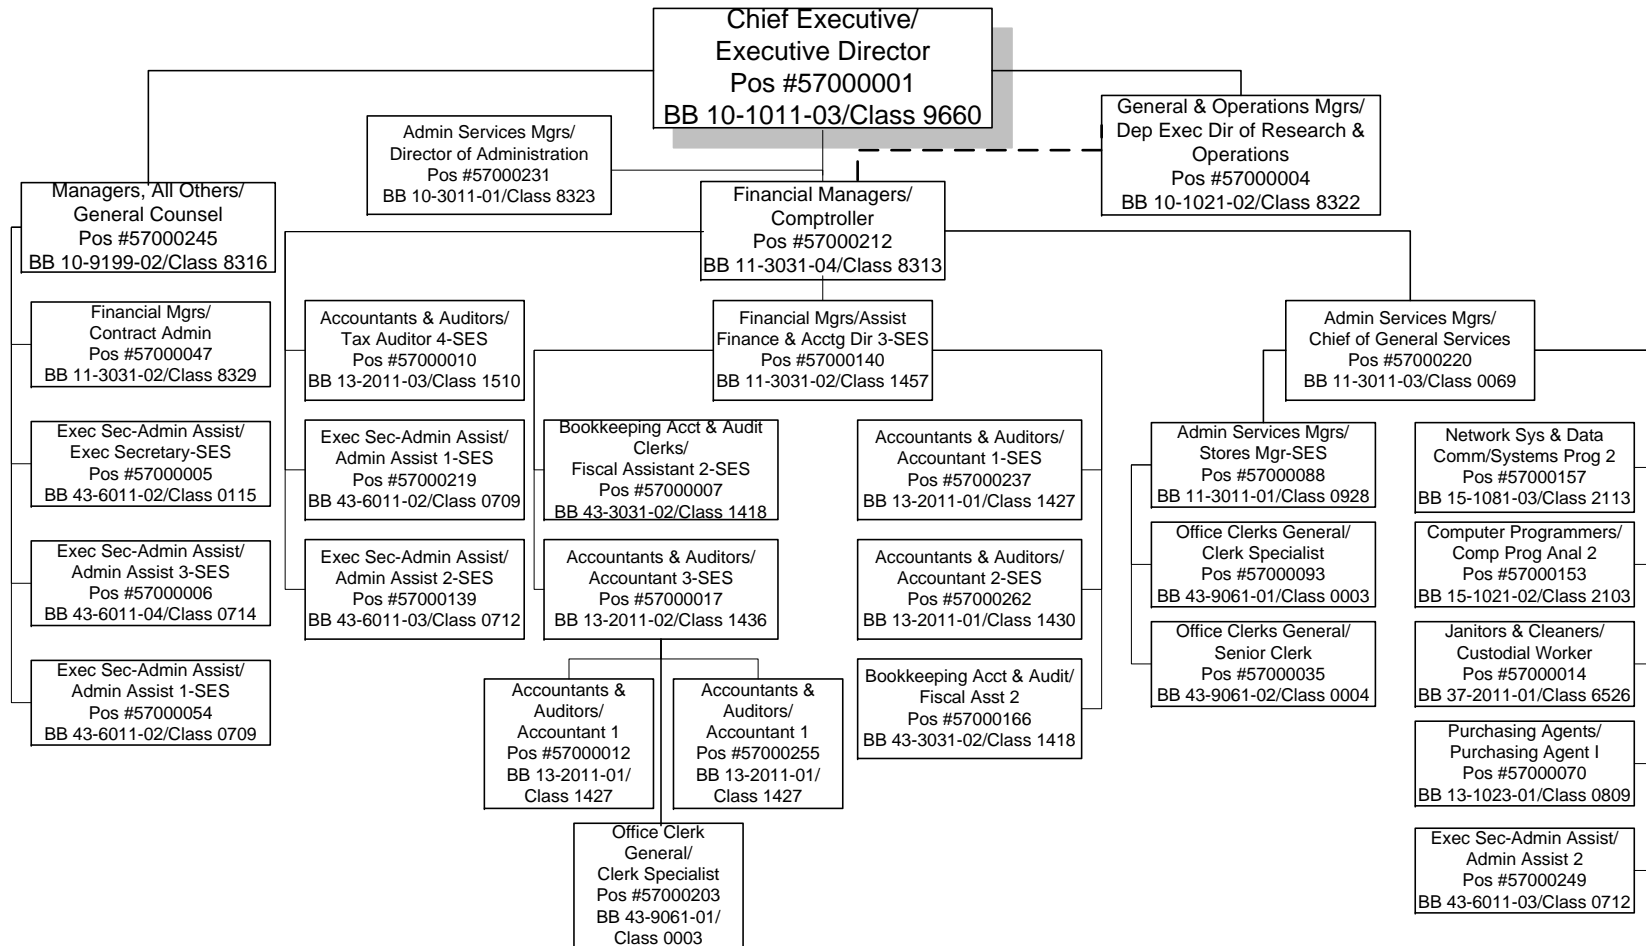 Chief Executive/
Executive Director
Pos #57000001
BB 10-1011-03/Class 9660
General & Operations Mgrs/
Dep Exec Dir of Research &
Operations
Pos #57000004
BB 10-1021-02/Class 8322
Admin Services Mgrs/
Director of Administration
Pos #57000231
BB 10-3011-01/Class 8323
Managers, All Others/
General Counsel
Pos #57000245
BB 10-9199-02/Class 8316
Financial Managers/
Comptroller
Pos #57000212
BB 11-3031-04/Class 8313
Financial Mgrs/
Contract Admin
Pos #57000047
BB 11-3031-02/Class 8329
Accountants & Auditors/
Tax Auditor 4-SES
Pos #57000010
BB 13-2011-03/Class 1510
Financial Mgrs/Assist
Finance & Acctg Dir 3-SES
Pos #57000140
BB 11-3031-02/Class 1457
Admin Services Mgrs/
Chief of General Services
Pos #57000220
BB 11-3011-03/Class 0069
Exec Sec-Admin Assist/
Exec Secretary-SES
Pos #57000005
BB 43-6011-02/Class 0115
Exec Sec-Admin Assist/
Admin Assist 1-SES
Pos #57000219
BB 43-6011-02/Class 0709
Bookkeeping Acct & Audit
Clerks/
Fiscal Assistant 2-SES
Pos #57000007
BB 43-3031-02/Class 1418
Accountants & Auditors/
Accountant 1-SES
Pos #57000237
BB 13-2011-01/Class 1427
Admin Services Mgrs/
Stores Mgr-SES
Pos #57000088
BB 11-3011-01/Class 0928
Network Sys & Data
Comm/Systems Prog 2
Pos #57000157
BB 15-1081-03/Class 2113
Exec Sec-Admin Assist/
Admin Assist 3-SES
Pos #57000006
BB 43-6011-04/Class 0714
Exec Sec-Admin Assist/
Admin Assist 2-SES
Pos #57000139
BB 43-6011-03/Class 0712
Accountants & Auditors/
Accountant 3-SES
Pos #57000017
BB 13-2011-02/Class 1436
Accountants & Auditors/
Accountant 2-SES
Pos #57000262
BB 13-2011-01/Class 1430
Office Clerks General/
Clerk Specialist
Pos #57000093
BB 43-9061-01/Class 0003
Computer Programmers/
Comp Prog Anal 2
Pos #57000153
BB 15-1021-02/Class 2103
Exec Sec-Admin Assist/
Admin Assist 1-SES
Pos #57000054
BB 43-6011-02/Class 0709
Accountants &
Auditors/
Accountant 1
Pos #57000012
BB 13-2011-01/
Class 1427
Accountants &
Auditors/
Accountant 1
Pos #57000255
BB 13-2011-01/
Class 1427
Bookkeeping Acct & Audit/
Fiscal Asst 2
Pos #57000166
BB 43-3031-02/Class 1418
Office Clerks General/
Senior Clerk
Pos #57000035
BB 43-9061-02/Class 0004
Janitors & Cleaners/
Custodial Worker
Pos #57000014
BB 37-2011-01/Class 6526
Purchasing Agents/
Purchasing Agent I
Pos #57000070
BB 13-1023-01/Class 0809
Office Clerk
General/
Clerk Specialist
Pos #57000203
BB 43-9061-01/
Class 0003
Exec Sec-Admin Assist/
Admin Assist 2
Pos #57000249
BB 43-6011-03/Class 0712